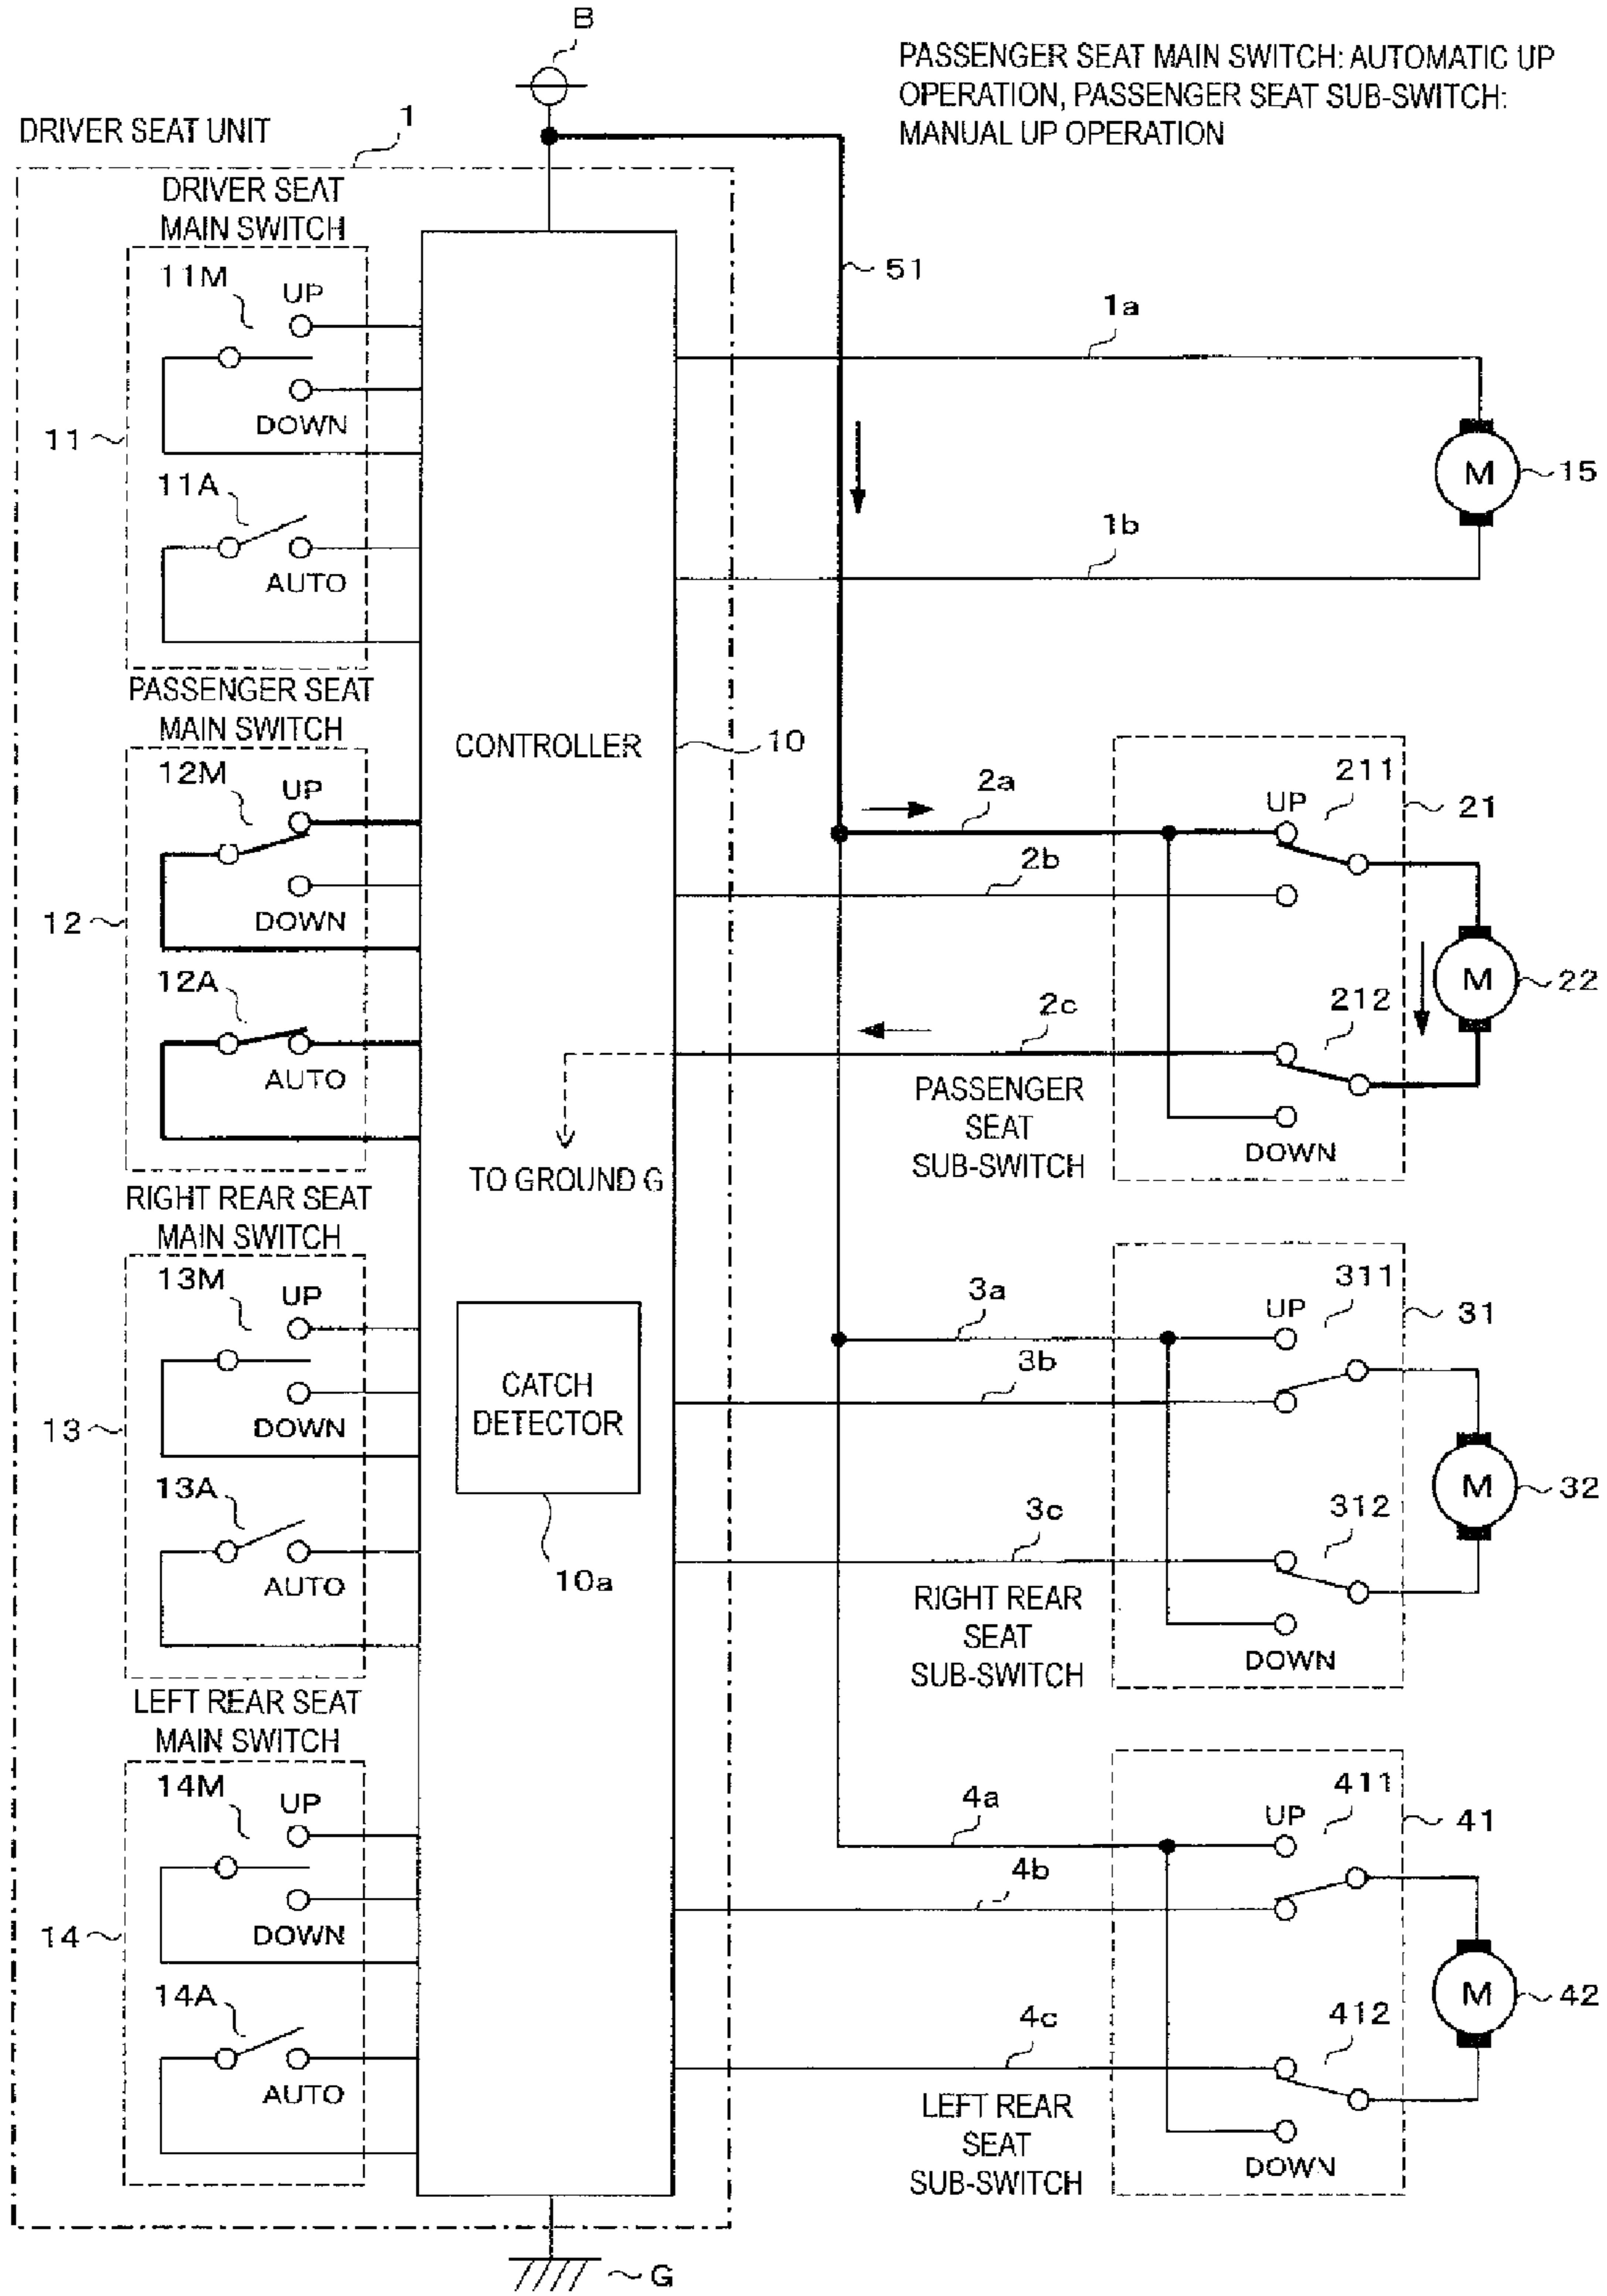 B
PASSENGER SEAT MAIN SWITCH: AUTOMATIC UP
OPERATION, PASSENGER SEAT SUB-SWITCH:
MANUAL UP OPERATION
DRIVER SEAT UNIT
1
DRIVER SEAT
MAIN SWITCH
11M
UP
DOWN
11
11A
AUTO
PASSENGER SEAT
MAIN SWITCH
12M
UP
DOWN
12
12A
AUTO
RIGHT REAR SEAT
MAIN SWITCH
13M
UP
DOWN
13
13A
AUTO
LEFT REAR SEAT
MAIN SWITCH
14M
UP
DOWN
14
14A
AUTO
CONTROLLER
10
TO GROUND G
CATCH
DETECTOR
10a
G
51
1a
M
15
1b
2a
UP
211
21
2b
M
22
2c
212
PASSENGER
SEAT
SUB-SWITCH
DOWN
3a
UP
311
31
3b
M
32
3c
312
RIGHT REAR
SEAT
SUB-SWITCH
DOWN
4a
UP
411
41
4b
M
42
4c
412
LEFT REAR
SEAT
SUB-SWITCH
DOWN